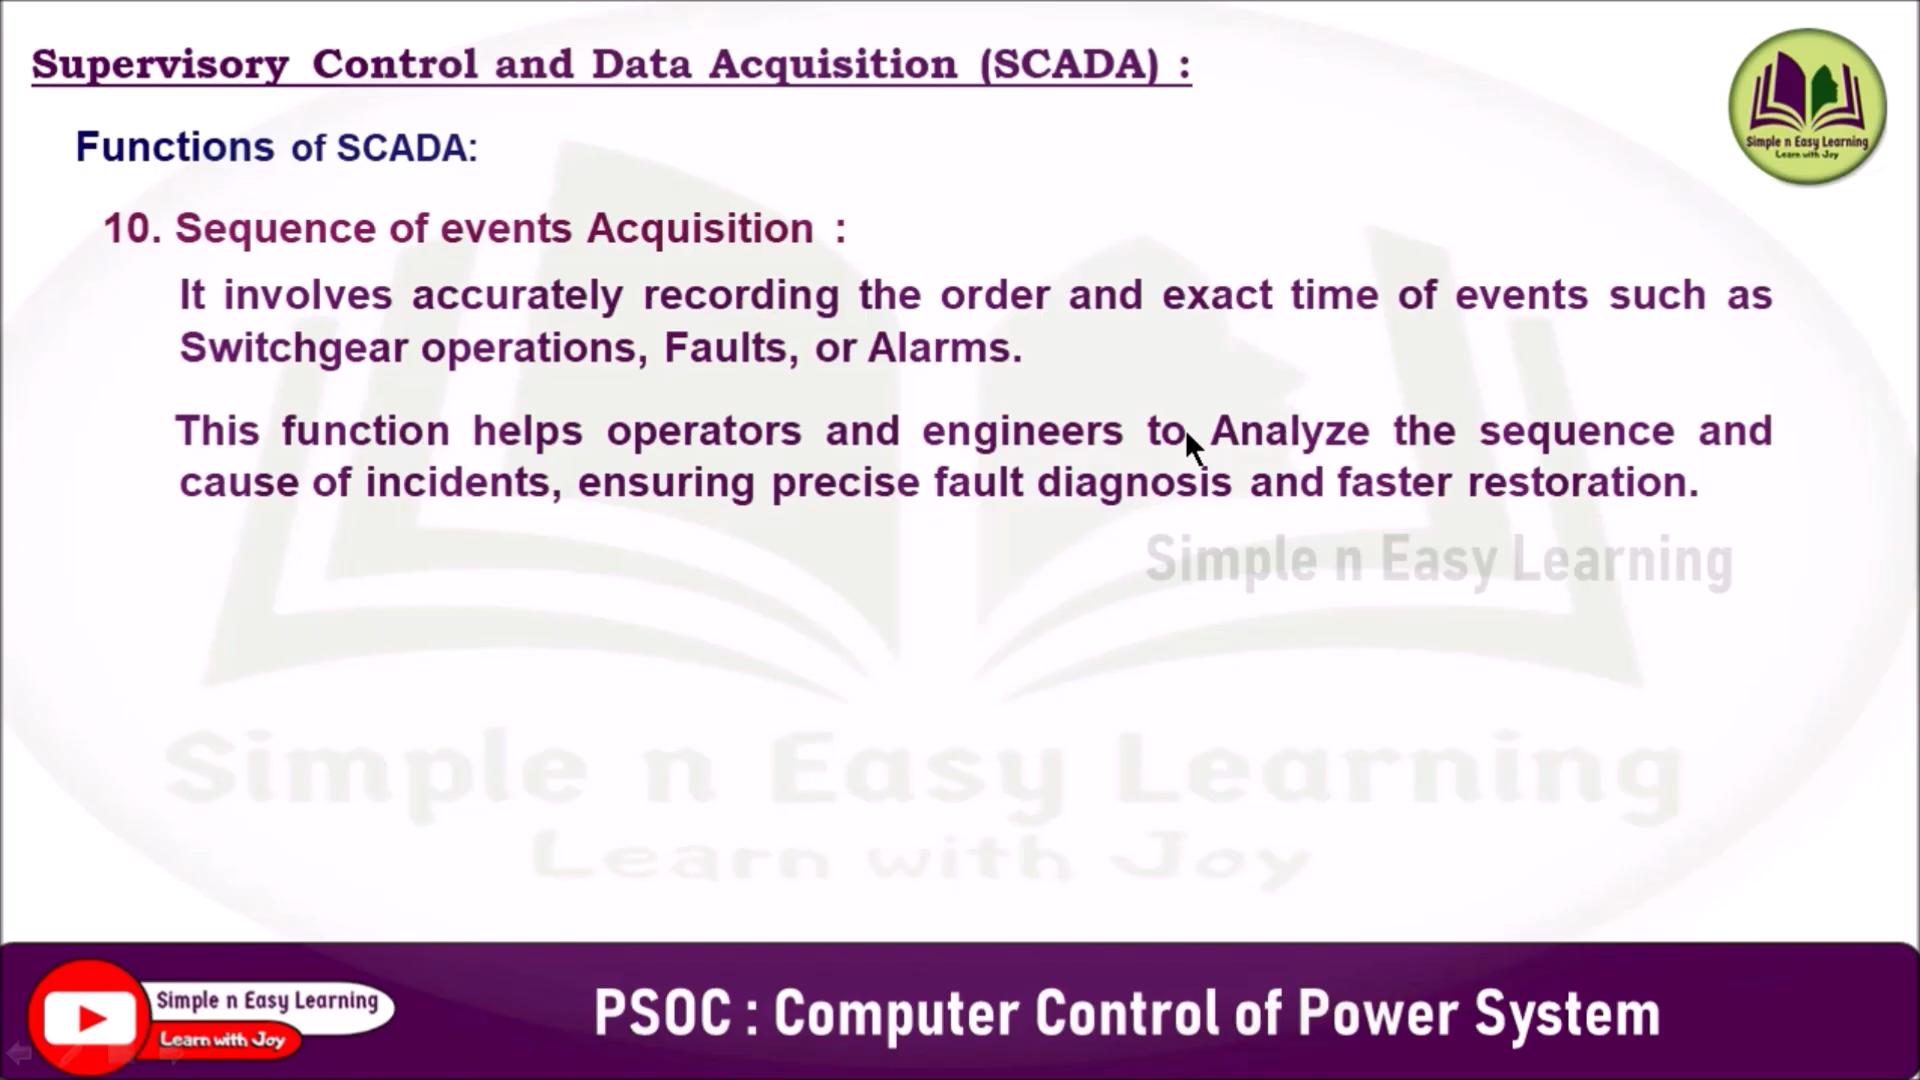 Supervisory Control and Data Acquisition (SCADA) :
Simple n Easy Learning
Learn with Joy
Functions of SCADA:
10. Sequence of events Acquisition :
It involves accurately recording the order and exact time of events such as
Switchgear operations, Faults, or Alarms.
This function helps operators and engineers to Analyze the sequence and
cause of incidents, ensuring precise fault diagnosis and faster restoration.
Simple n Easy Learning
Simple n Easy Learning
Learn with Joy
Simple n Easy Learning
Learn with Joy
PSOC : Computer Control of Power System